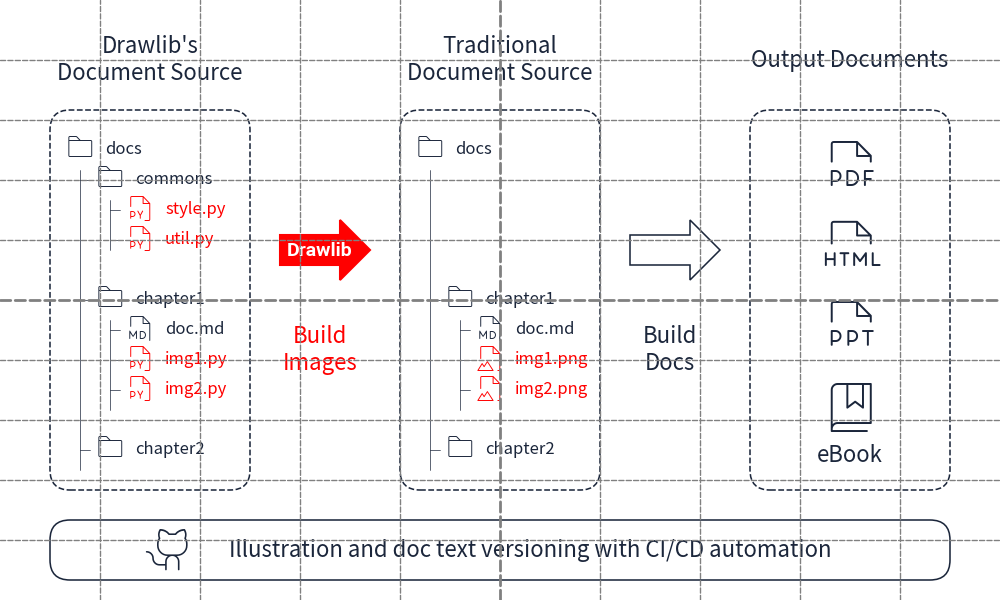 Drawlib's
Document Source
docs
commons
PY style.py
PY util.py
chapter1
MD doc.md
PY img1.py
PY img2.py
chapter2
Drawlib
Build
Images
Traditional
Document Source
docs
chapter1
MD doc.md
img1.png
img2.png
chapter2
Build
Docs
Output Documents
PDF
HTML
PPT
eBook
Illustration and doc text versioning with CI/CD automation